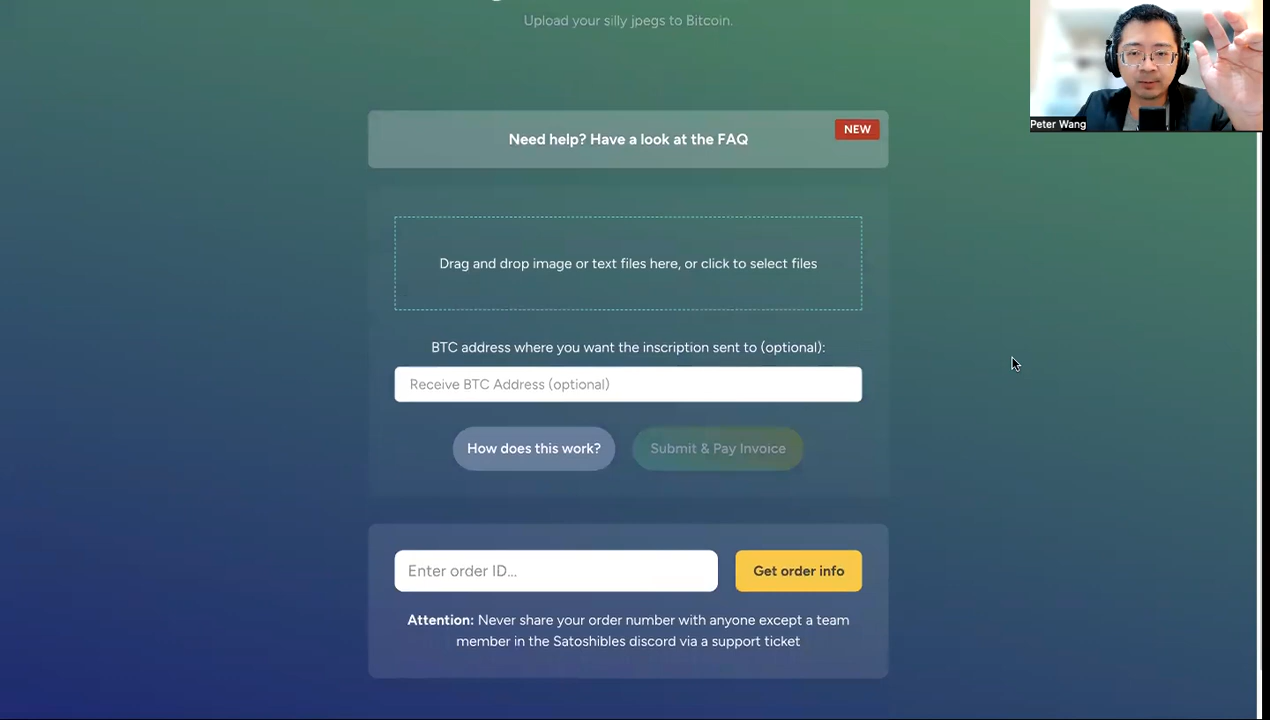 Upload your silly jpegs to Bitcoin.
Need help? Have a look at the FAQ
NEW
Peter Wang
Drag and drop image or text files here, or click to select files
BTC address where you want the inscription sent to (optional):
Receive BTC Address (optional)
How does this work?
Submit & Pay Invoice
Enter order ID...
Get order info
Attention: Never share your order number with anyone except a team
member in the Satoshibles discord via a support ticket